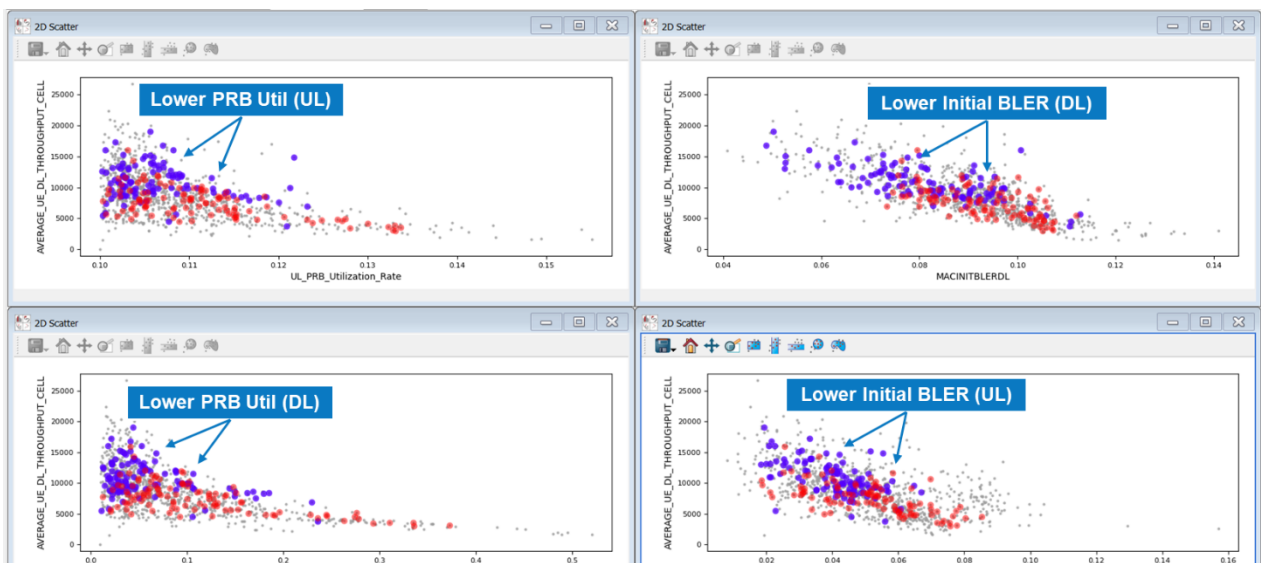 2D Scatter
Lower PRB Util (UL)
AVERAGE_UE_DL_THROUGHPUT_CELL
25000
20000
15000
10000
5000
0
0.10 0.11 0.12 0.13 0.14 0.15
UL_PRB_Utilization_Rate
2D Scatter
Lower Initial BLER (DL)
AVERAGE_UE_DL_THROUGHPUT_CELL
25000
20000
15000
10000
5000
0
0.04 0.06 0.08 0.10 0.12 0.14
MACINITBLERDL
2D Scatter
Lower PRB Util (DL)
AVERAGE_UE_DL_THROUGHPUT_CELL
25000
20000
15000
10000
5000
0
0.0 0.1 0.2 0.3 0.4 0.5
2D Scatter
Lower Initial BLER (UL)
AVERAGE_UE_DL_THROUGHPUT_CELL
25000
20000
15000
10000
5000
0
0.02 0.04 0.06 0.08 0.10 0.12 0.14 0.16